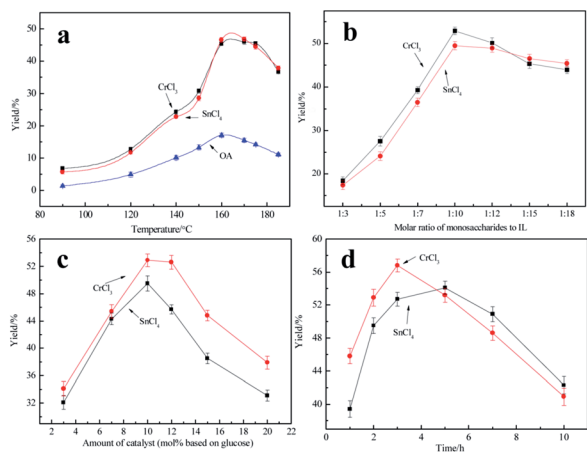 a
Yield/%
50
40
30
20
10
0
CrCl3
SnCl4
OA
80 100 120 140 160 180
Temperature/°C
b
Yield/%
60
50
40
30
20
CrCl3
SnCl4
1:3 1:5 1:7 1:10 1:12 1:15 1:18
Molar ratio of monosaccharides to IL
c
Yield/%
56
52
48
44
40
36
32
CrCl3
SnCl4
2 4 6 8 10 12 14 16 18 20 22
Amount of catalyst (mol% based on glucose)
d
Yield/%
60
56
52
48
44
40
CrCl3
SnCl4
0 2 4 6 8 10
Time/h